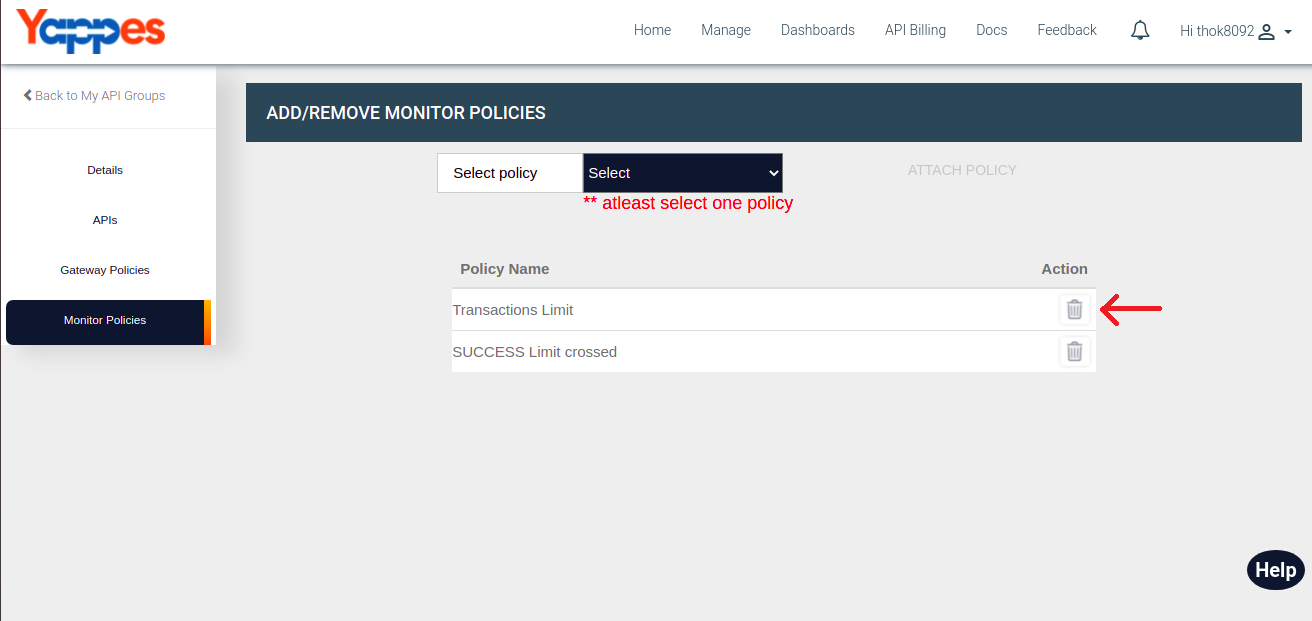 Yappes
Home Manage Dashboards API Billing Docs Feedback Hi thok8092
Back to My API Groups
Details
APIs
Gateway Policies
Monitor Policies
ADD/REMOVE MONITOR POLICIES
Select policy Select ATTACH POLICY
** atleast select one policy
Policy Name Action
Transactions Limit
SUCCESS Limit crossed
Help